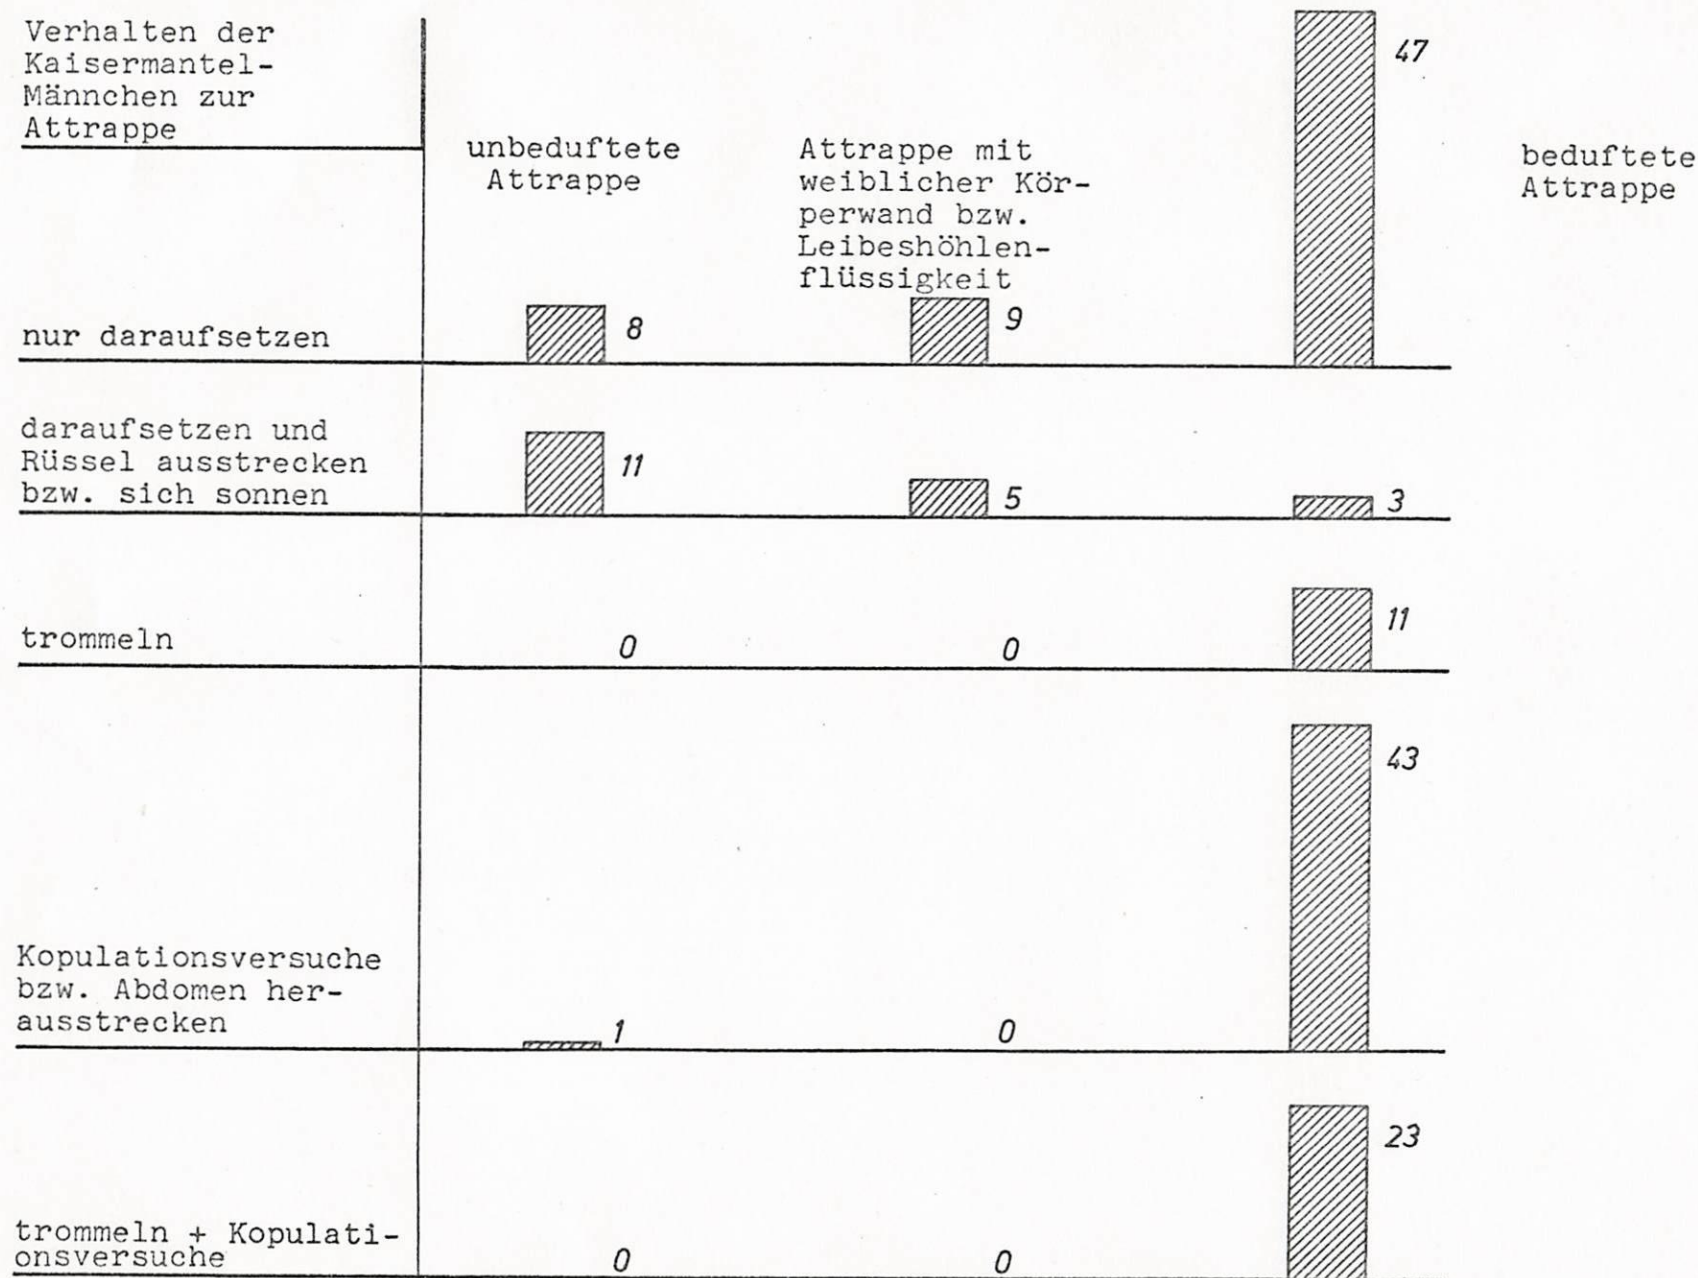 Verhalten der
Kaisermantel-
Männchen zur
Attrappe
unbeduftete
Attrappe
Attrappe mit
weiblicher Kör-
perwand bzw.
Leibeshöhlen-
flüssigkeit
beduftete
Attrappe
nur daraufsetzen
8
9
47
daraufsetzen und
Rüssel ausstrecken
bzw. sich sonnen
11
5
3
trommeln
0
0
11
Kopulationsversuche
bzw. Abdomen her-
ausstrecken
1
0
43
trommeln + Kopulati-
onsversuche
0
0
23